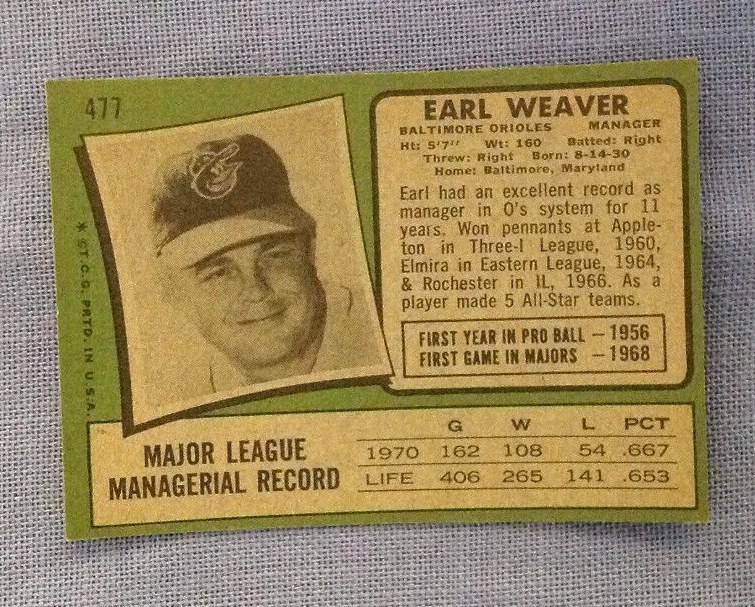 477
EARL WEAVER
BALTIMORE ORIOLES MANAGER
Ht: 5'7" Wt: 160 Batted: Right
Threw: Right Born: 8-14-30
Home: Baltimore, Maryland
Earl had an excellent record as
manager in O's system for 11
years. Won pennants at Apple-
ton in Three-I League, 1960,
Elmira in Eastern League, 1964,
& Rochester in IL, 1966. As a
player made 5 All-Star teams.
FIRST YEAR IN PRO BALL – 1956
FIRST GAME IN MAJORS – 1968
* ©T.C.G. PRTD. IN U.S.A.
MAJOR LEAGUE
MANAGERIAL RECORD
G W L PCT
1970 162 108 54 .667
LIFE 406 265 141 .653